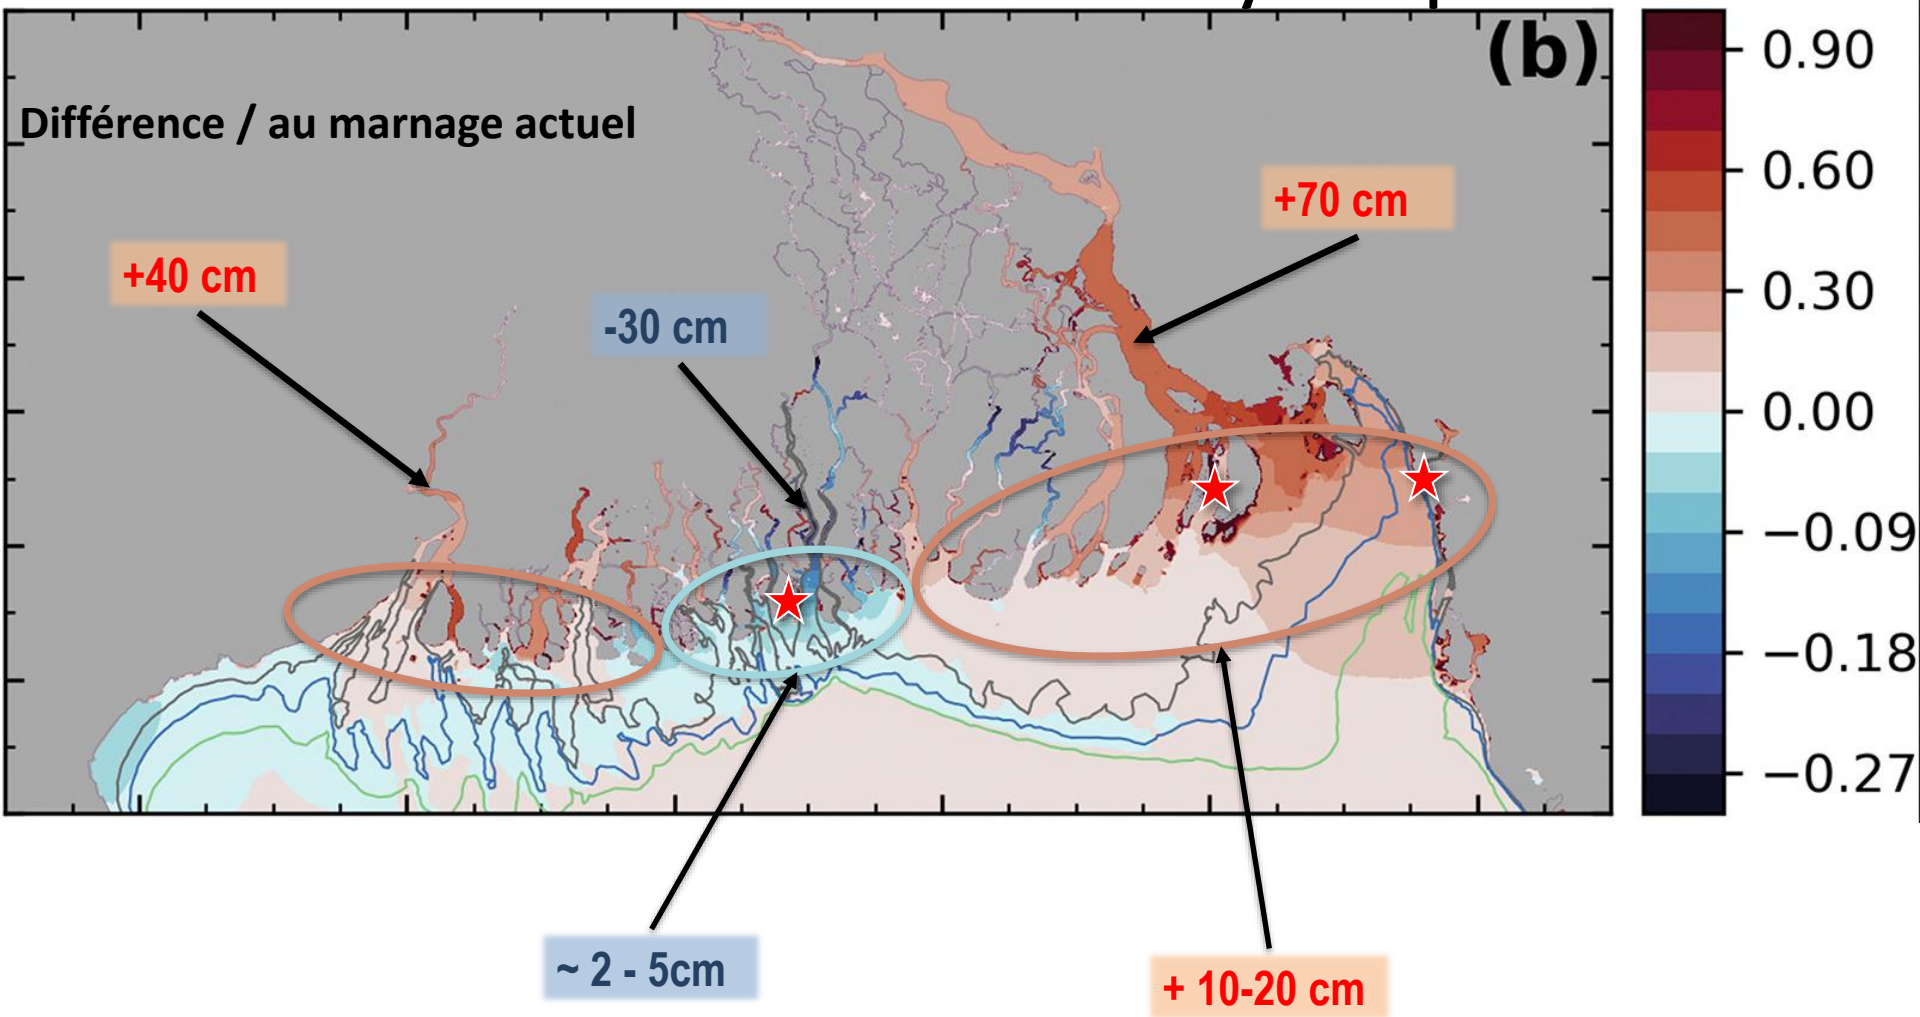 (b)
Différence / au marnage actuel
+70 cm
+40 cm
-30 cm
~ 2 - 5cm
+ 10-20 cm
0.90
0.60
0.30
0.00
−0.09
−0.18
−0.27